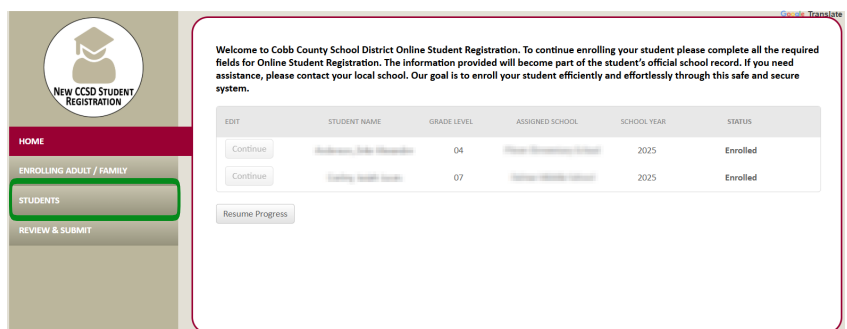 Google Translate
NEW CCSD STUDENT
REGISTRATION
Welcome to Cobb County School District Online Student Registration. To continue enrolling your student please complete all the required
fields for Online Student Registration. The information provided will become part of the student's official school record. If you need
assistance, please contact your local school. Our goal is to enroll your student efficiently and effortlessly through this safe and secure
system.
EDIT STUDENT NAME GRADE LEVEL ASSIGNED SCHOOL SCHOOL YEAR STATUS
Continue 04 2025 Enrolled
Continue 07 2025 Enrolled
Resume Progress
HOME
ENROLLING ADULT / FAMILY
STUDENTS
REVIEW & SUBMIT